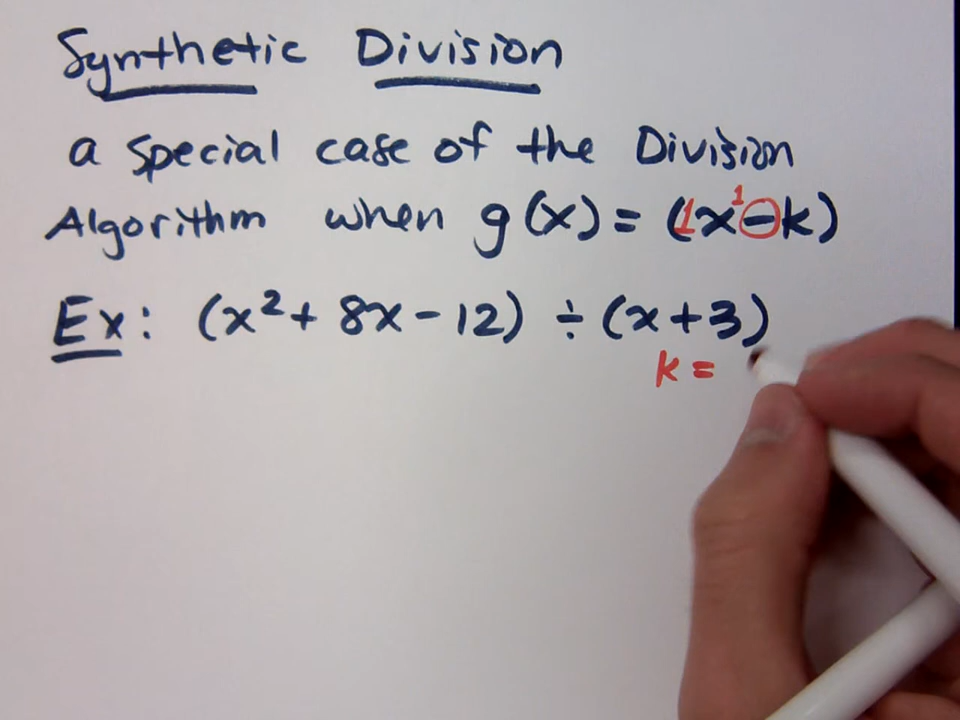 Synthetic Division
a special case of the Division
Algorithm when g(x) = (1x¹-k)
Ex: (x²+ 8x-12) ÷ (x+3)
k =